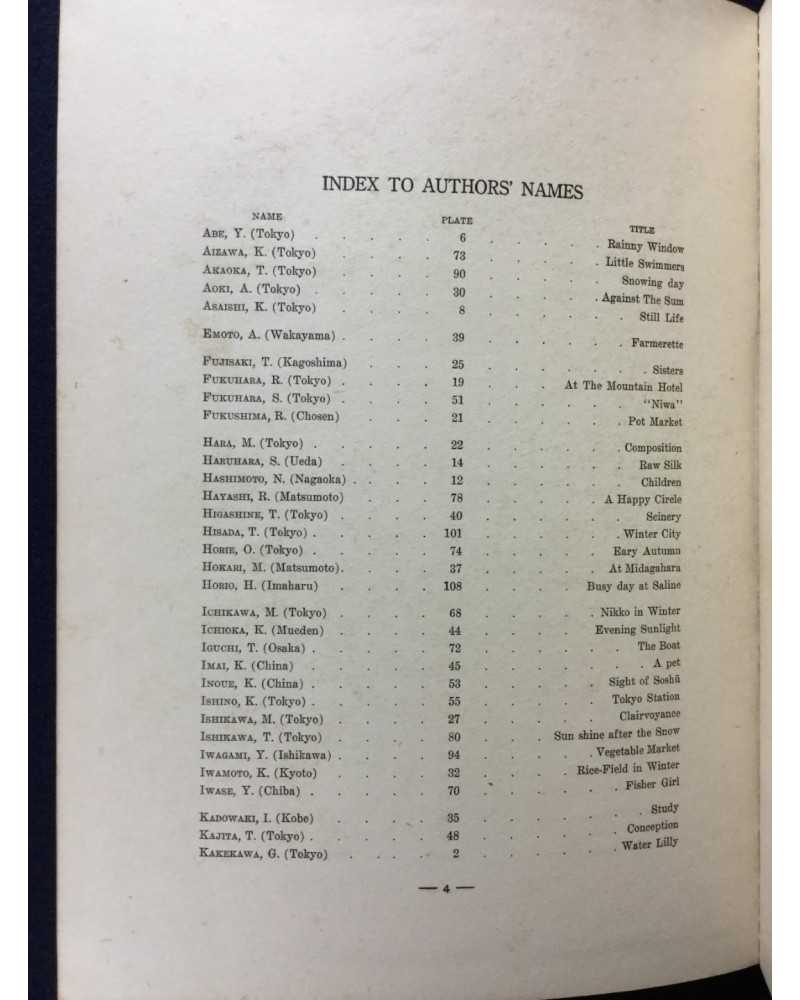 INDEX TO AUTHORS' NAMES
NAME PLATE TITLE
ABE, Y. (Tokyo) . . . . . 6 . . . . . . Rainny Window
AIZAWA, K. (Tokyo) . . . . 73 . . . . . . Little Swimmers
AKAOKA, T. (Tokyo) . . . . 90 . . . . . Snowing day
AOKI, A. (Tokyo) . . . . . 30 . . . . . . Against The Sum
ASAISHI, K. (Tokyo) . . . . 8 . . . . . . Still Life
EMOTO, A. (Wakayama) . . . . 39 . . . . . . Farmerette
FUJISAKI, T. (Kagoshima) . . . 25 . . . . . . . Sisters
FUKUHARA, R. (Tokyo) . . . . 19 . . . At The Mountain Hotel
FUKUHARA, S. (Tokyo) . . . . 51 . . . . . . "Niwa"
FUKUSHIMA, R. (Chosen) . . . 21 . . . . . . Pot Market
HARA, M. (Tokyo) . . . . . 22 . . . . . . Composition
HARUHARA, S. (Ueda) . . . . 14 . . . . . . Raw Silk
HASHIMOTO, N. (Nagaoka) . . . . 12 . . . . . . Children
HAYASHI, R. (Matsumoto) . . . 78 . . . . . A Happy Circle
HIGASHINE, T. (Tokyo) . . . . 40 . . . . . . Scinery
HISADA, T. (Tokyo) . . . . . 101 . . . . . . Winter City
HORIE, O. (Tokyo) . . . . . 74 . . . . . Eary Autumn
HOKARI, M. (Matsumoto) . . . . 37 . . . . . At Midagahara
HORIO, H. (Imaharu) . . . . 108 . . . . Busy day at Saline
ICHIKAWA, M. (Tokyo) . . . . 68 . . . . . Nikko in Winter
ICHIOKA, K. (Mueden) . . . . 44 . . . . Evening Sunlight
IGUCHI, T. (Osaka) . . . . . 72 . . . . . . The Boat
IMAI, K. (China) . . . . 45 . . . . . . . A pet
INOUE, K. (China) . . . . . 53 . . . . . Sight of Soshū
ISHINO, K. (Tokyo) . . . . . 55 . . . . . Tokyo Station
ISHIKAWA, M. (Tokyo) . . . . 27 . . . . . Clairvoyance
ISHIKAWA, T. (Tokyo) . . . . 80 . . . Sun shine after the Snow
IWAGAMI, Y. (Ishikawa) . . . . 94 . . . . . Vegetable Market
IWAMOTO, K. (Kyoto) . . . . 32 . . . . Rice-Field in Winter
IWASE, Y. (Chiba) . . . . . 70 . . . . . . Fisher Girl
KADOWAKI, I. (Kobe) . . . . 35 . . . . . . . Study
KAJITA, T. (Tokyo) . . . . . 48 . . . . . . Conception
KAKEKAWA, G. (Tokyo) . . . . 2 . . . . . . Water Lilly
— 4 —